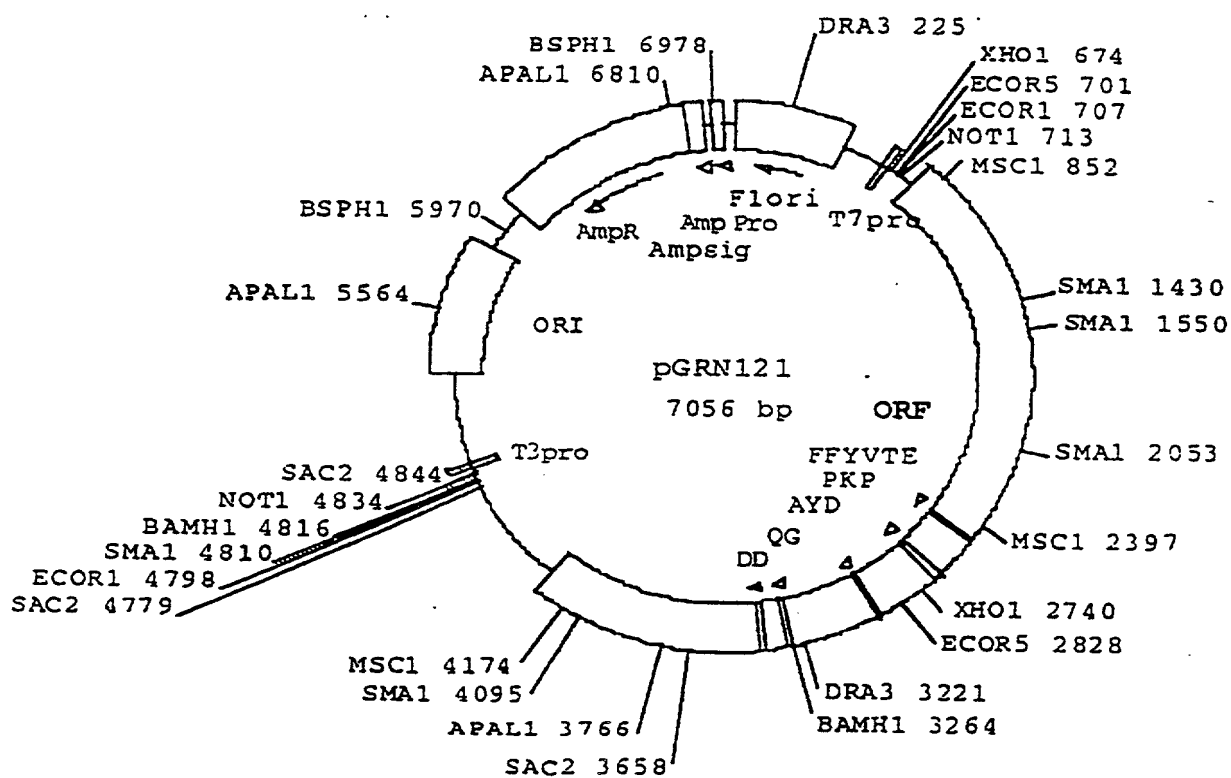 DRA3 225
BSPH1 6978
APAL1 6810
XHO1 674
ECOR5 701
ECOR1 707
NOT1 713
MSC1 852
BSPH1 5970
AmpR
Amp Pro
Ampsig
F1ori
T7pro
APAL1 5564
ORI
SMA1 1430
SMA1 1550
pGRN121
7056 bp
ORF
T3pro
FFYVTE
PKP
AYD
QG
DD
SMA1 2053
SAC2 4844
NOT1 4834
BAMH1 4816
SMA1 4810
ECOR1 4798
SAC2 4779
MSC1 2397
XHO1 2740
ECOR5 2828
MSC1 4174
SMA1 4095
APAL1 3766
SAC2 3658
DRA3 3221
BAMH1 3264